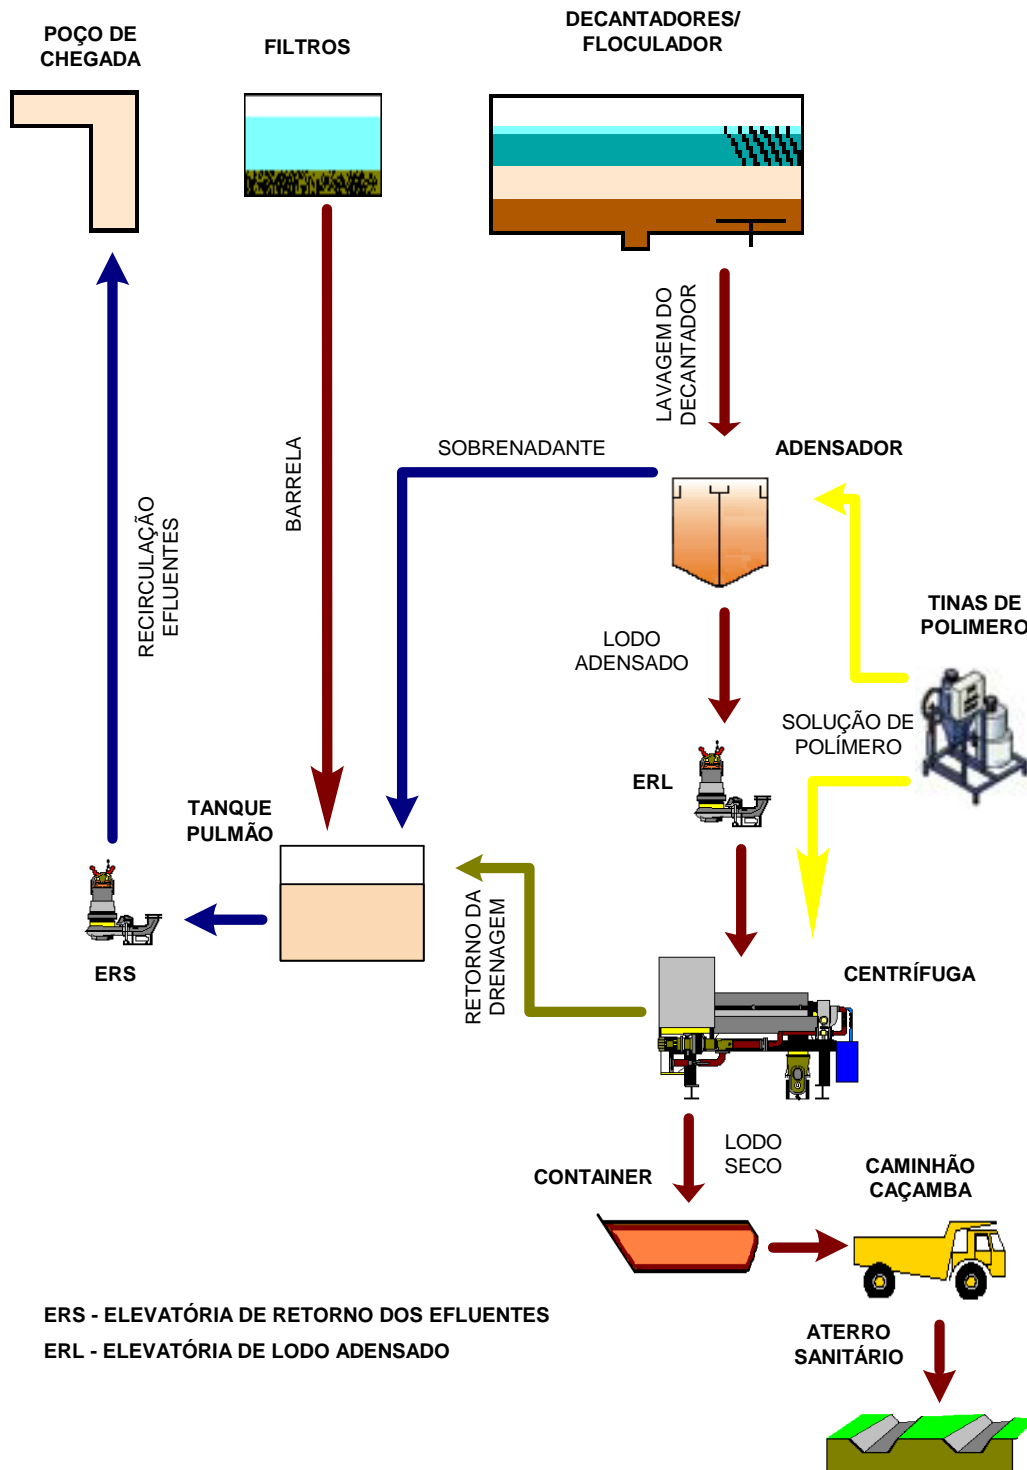 POÇO DE
CHEGADA
FILTROS
DECANTADORES/
FLOCULADOR
LAVAGEM DO
DECANTADOR
SOBRENADANTE
ADENSADOR
BARRELA
RECIRCULAÇÃO
EFLUENTES
TINAS DE
POLIMERO
LODO
ADENSADO
SOLUÇÃO DE
POLÍMERO
ERL
TANQUE
PULMÃO
RETORNO DA
DRENAGEM
ERS
CENTRÍFUGA
LODO
SECO
CONTAINER
CAMINHÃO
CAÇAMBA
ERS - ELEVATÓRIA DE RETORNO DOS EFLUENTES
ERL - ELEVATÓRIA DE LODO ADENSADO
ATERRO
SANITÁRIO